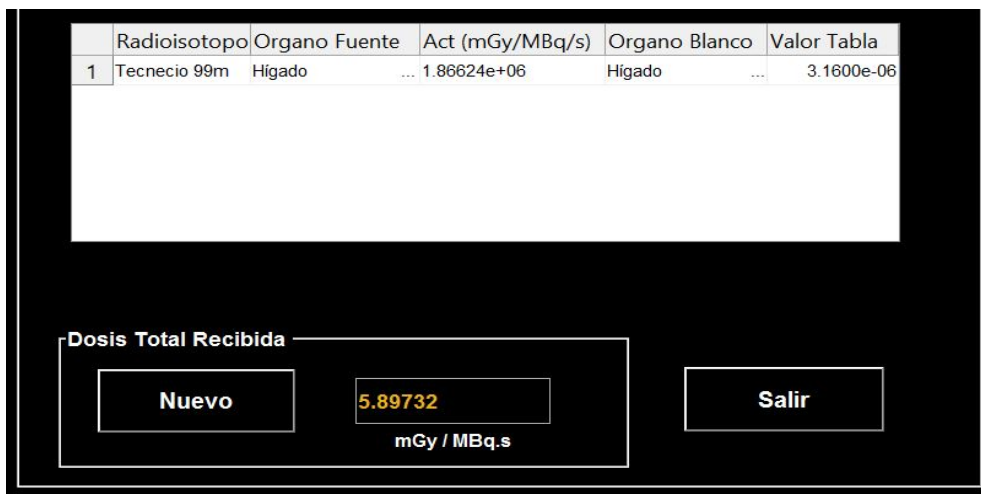 Radioisotopo Organo Fuente Act (mGy/MBq/s) Organo Blanco Valor Tabla
1 Tecnecio 99m Hígado ... 1.86624e+06 Hígado ... 3.1600e-06
Dosis Total Recibida
Nuevo 5.89732 Salir
mGy / MBq.s